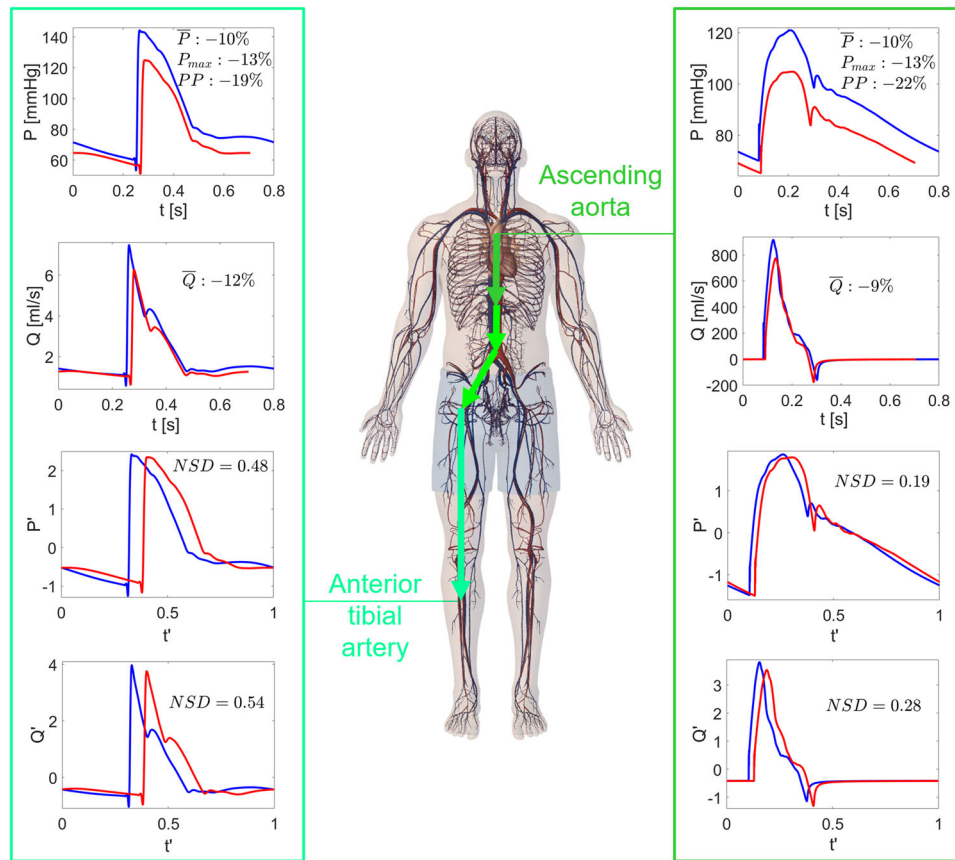 P [mmHg]
140
120
100
80
60
0 0.2 0.4 0.6 0.8
t [s]
P̅ : −10%
P_max : −13%
PP : −19%
Q [ml/s]
6
4
2
0 0.2 0.4 0.6 0.8
t [s]
Q̅ : −12%
P'
2
1
0
-1
0 0.5 1
t'
NSD = 0.48
Q'
4
2
0
0 0.5 1
t'
NSD = 0.54
Ascending
aorta
Anterior
tibial
artery
P [mmHg]
120
100
80
0 0.2 0.4 0.6 0.8
t [s]
P̅ : −10%
P_max : −13%
PP : −22%
Q [ml/s]
800
600
400
200
0
-200
0 0.2 0.4 0.6 0.8
t [s]
Q̅ : −9%
P'
1
0
-1
0 0.5 1
t'
NSD = 0.19
Q'
3
2
1
0
-1
0 0.5 1
t'
NSD = 0.28